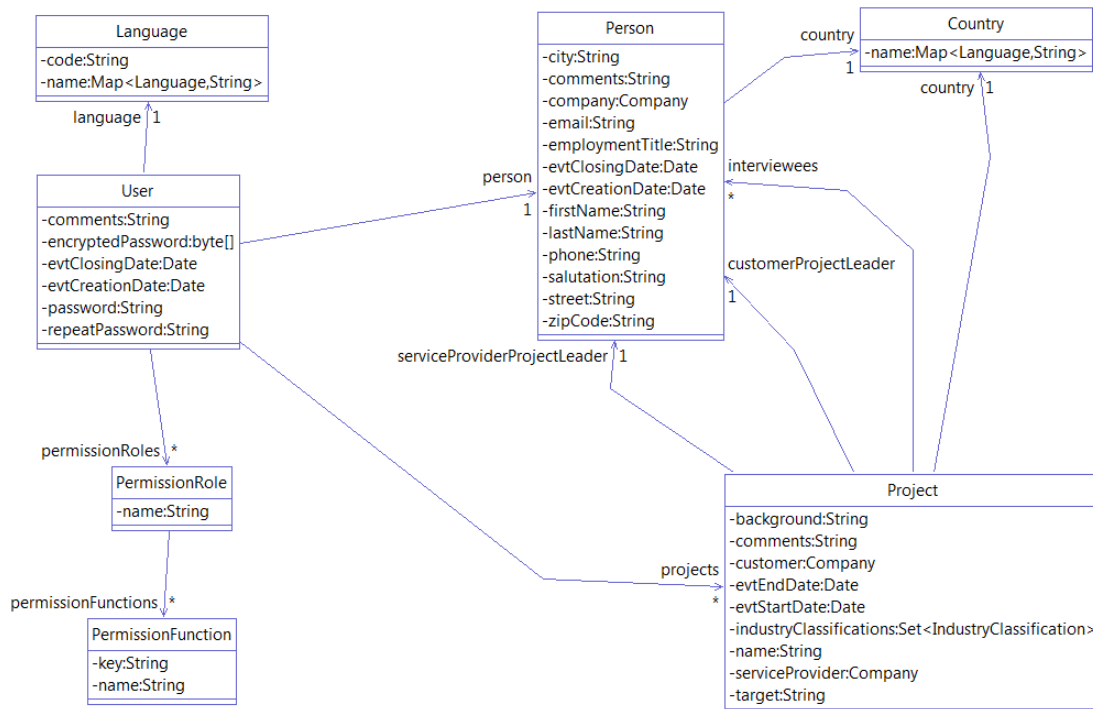 Language
-code:String
-name:Map<Language,String>
language 1
User
-comments:String
-encryptedPassword:byte[]
-evtClosingDate:Date
-evtCreationDate:Date
-password:String
-repeatPassword:String
permissionRoles *
PermissionRole
-name:String
permissionFunctions *
PermissionFunction
-key:String
-name:String
person
1
Person
-city:String
-comments:String
-company:Company
-email:String
-employmentTitle:String
-evtClosingDate:Date
-evtCreationDate:Date
-firstName:String
-lastName:String
-phone:String
-salutation:String
-street:String
-zipCode:String
country
1
Country
-name:Map<Language,String>
country 1
interviewees
*
customerProjectLeader
1
serviceProviderProjectLeader 1
projects
*
Project
-background:String
-comments:String
-customer:Company
-evtEndDate:Date
-evtStartDate:Date
-industryClassifications:Set<IndustryClassification>
-name:String
-serviceProvider:Company
-target:String